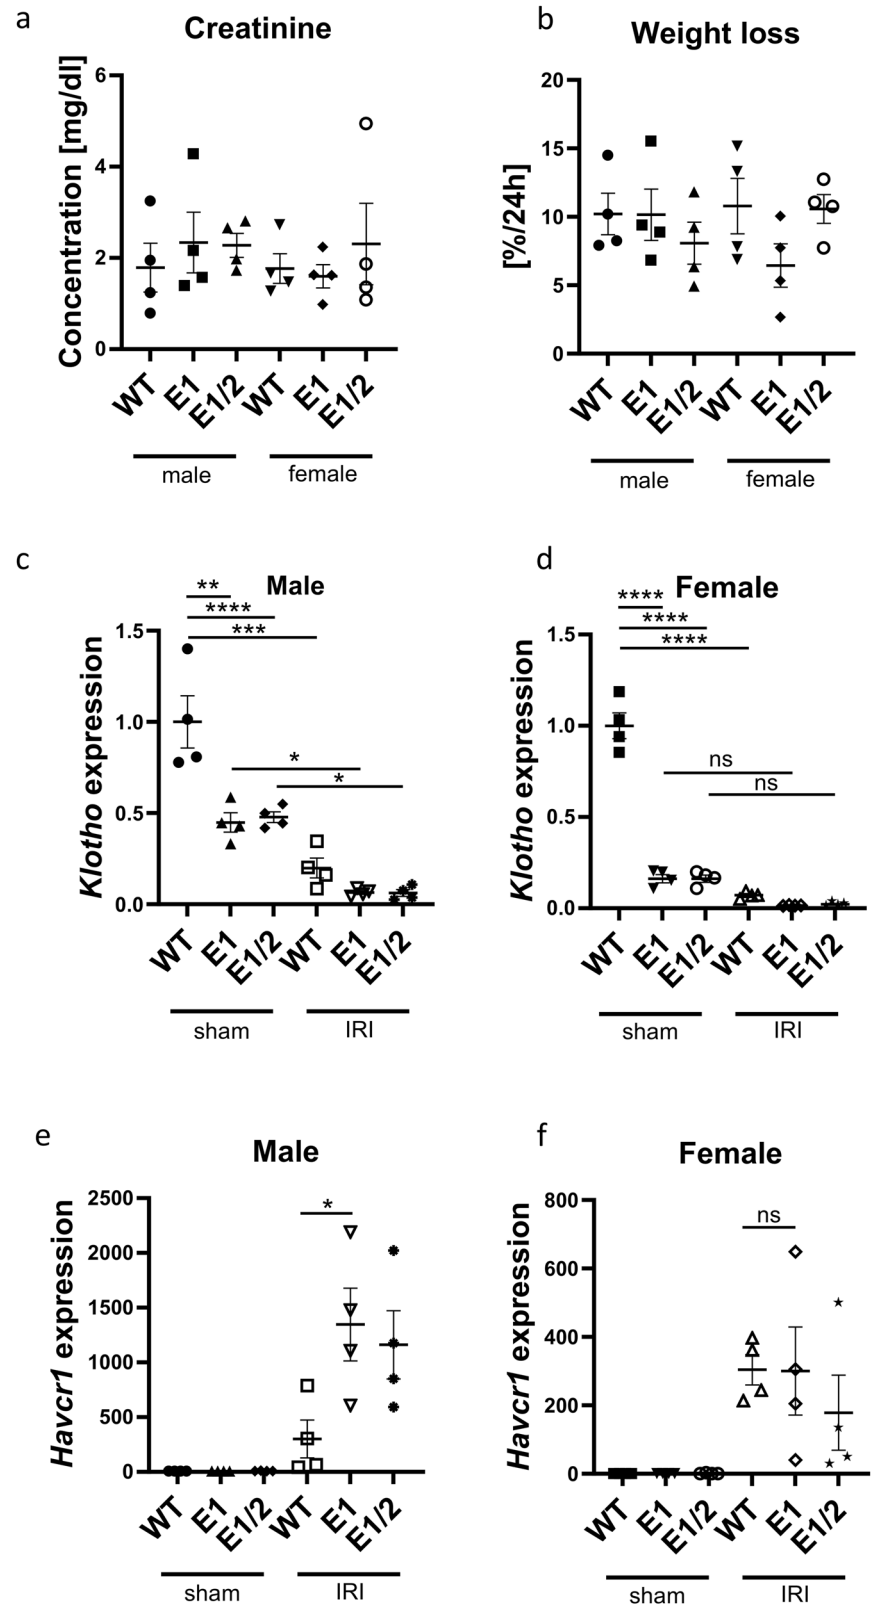 a
Creatinine
Concentration [mg/dl]
6
4
2
0
WT
E1
E1/2
WT
E1
E1/2
male
female
b
Weight loss
[%/24h]
20
15
10
5
0
WT
E1
E1/2
WT
E1
E1/2
male
female
c
Male
**
****
***
Klotho expression
1.5
1.0
0.5
0.0
*
*
WT
E1
E1/2
WT
E1
E1/2
sham
IRI
d
Female
****
****
****
Klotho expression
1.5
1.0
0.5
0.0
ns
ns
WT
E1
E1/2
WT
E1
E1/2
sham
IRI
e
Male
Havcr1 expression
2500
2000
1500
1000
500
0
*
WT
E1
E1/2
WT
E1
E1/2
sham
IRI
f
Female
Havcr1 expression
800
600
400
200
0
ns
WT
E1
E1/2
WT
E1
E1/2
sham
IRI